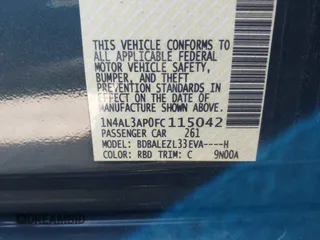 THIS VEHICLE CONFORMS TO
ALL APPLICABLE FEDERAL
MOTOR VEHICLE SAFETY,
BUMPER, AND THEFT
PREVENTION STANDARDS IN
EFFECT ON THE DATE OF
MANUFACTURE SHOWN ABOVE.
1N4AL3AP0FC115042
PASSENGER CAR 261
MODEL: BDBALEZL33EVA----H
COLOR: RBD TRIM: C 9N00A
DREAMBID